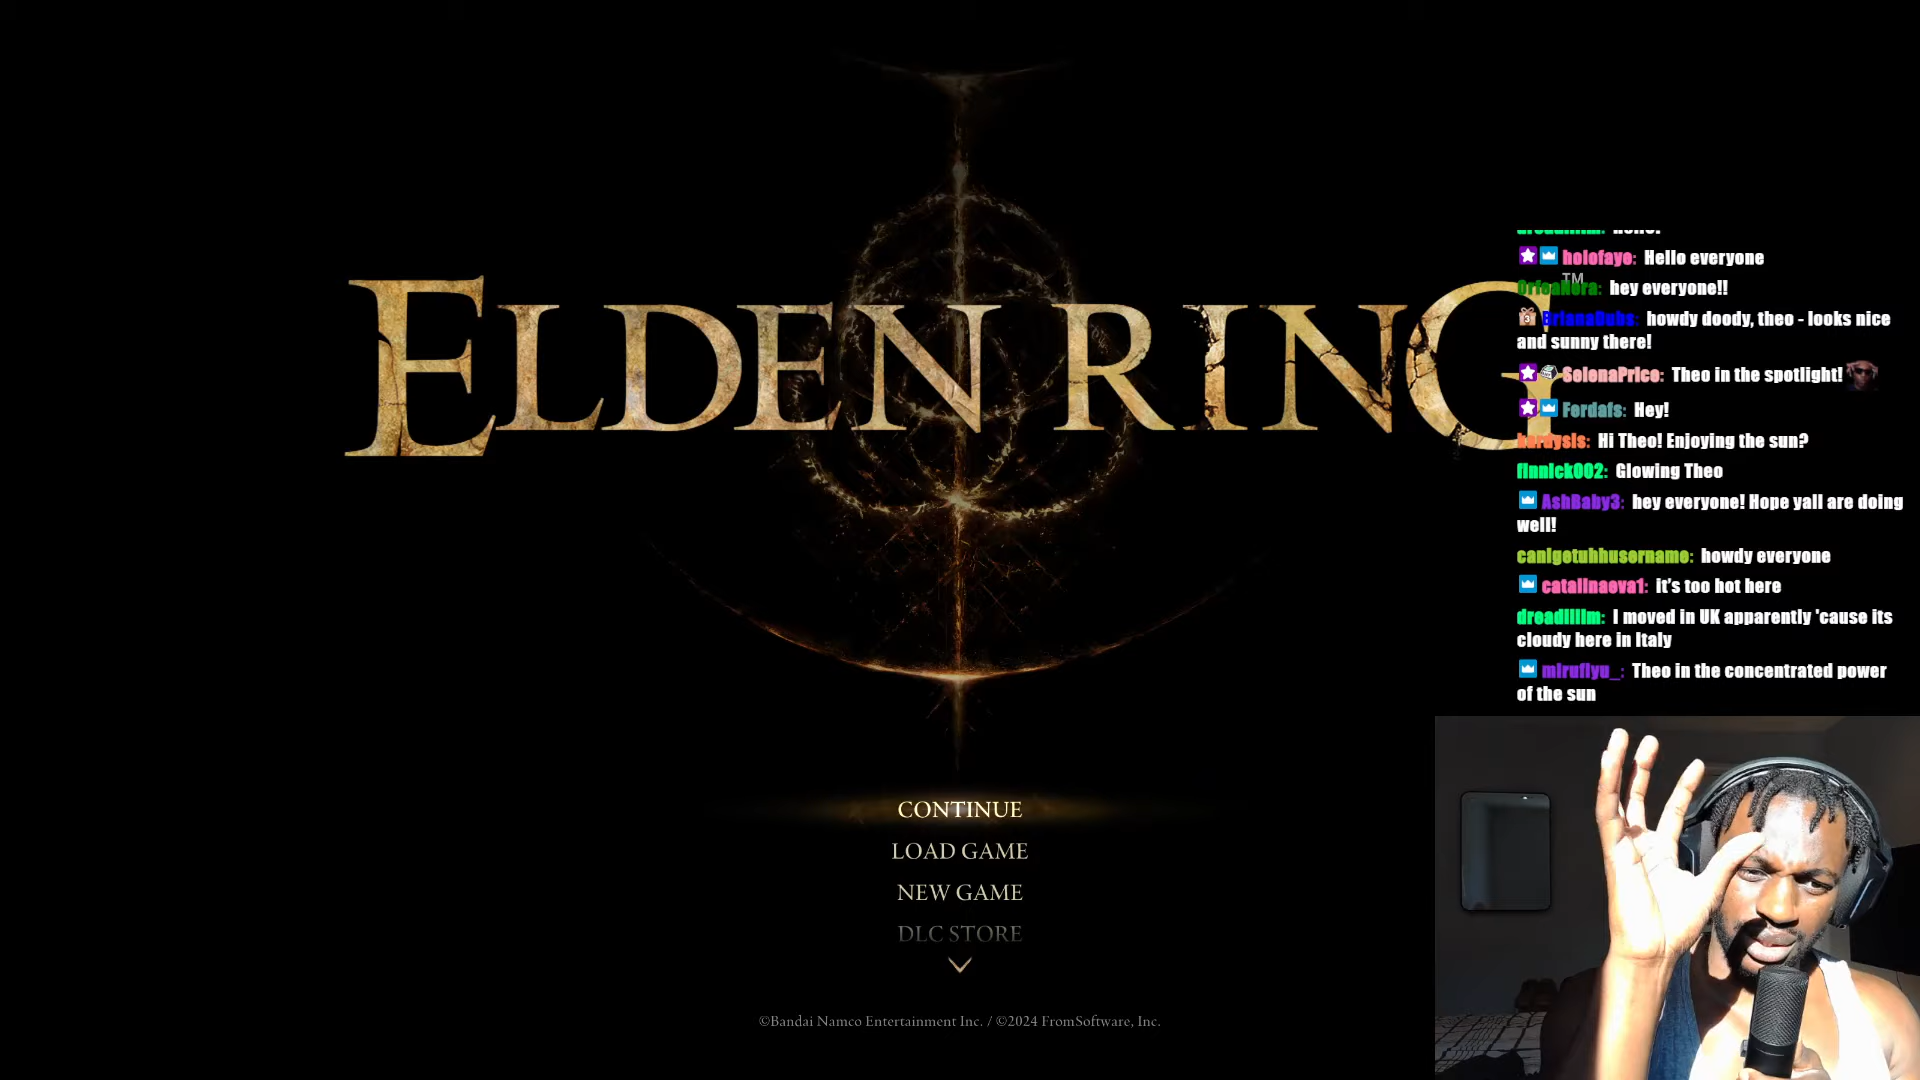 ELDEN RING
TM
CONTINUE
LOAD GAME
NEW GAME
DLC STORE
©Bandai Namco Entertainment Inc. / ©2024 FromSoftware, Inc.
holofaye: Hello everyone
hey everyone!!
BrianaDubs: howdy doody, theo - looks nice
and sunny there!
SelenaPrice: Theo in the spotlight!
Fordafs: Hey!
Hi Theo! Enjoying the sun?
finnick002: Glowing Theo
AshBaby3: hey everyone! Hope yall are doing
well!
canigetuhhusername: howdy everyone
catalinaeva1: it's too hot here
I moved in UK apparently 'cause its
cloudy here in Italy
miruflyu_: Theo in the concentrated power
of the sun